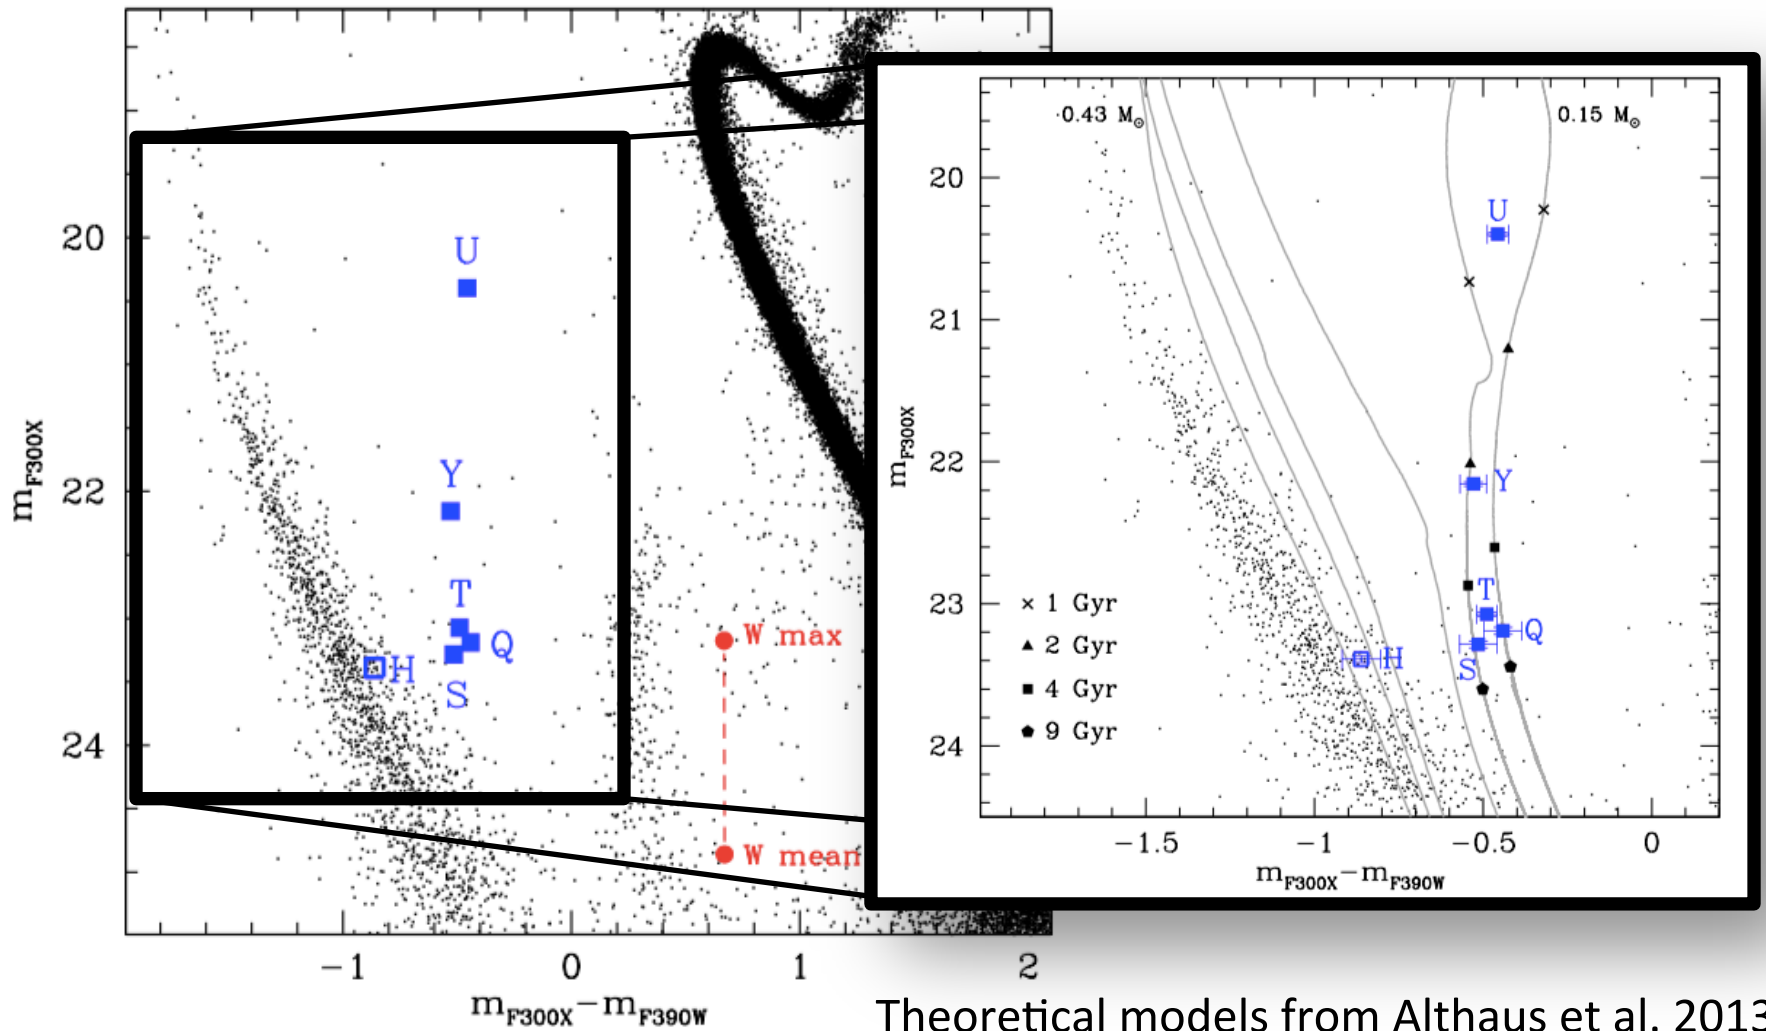 20
22
24
m_F300X
-1
0
1
2
m_F300X−m_F390W
U
Y
T
Q
H
S
W max
W mean
0.43 M⊙
0.15 M⊙
20
21
22
23
24
m_F300X
U
Y
T
Q
H
S
1 Gyr
2 Gyr
4 Gyr
9 Gyr
−1.5
−1
−0.5
0
m_F300X−m_F390W
Theoretical models from Althaus et al. 2013